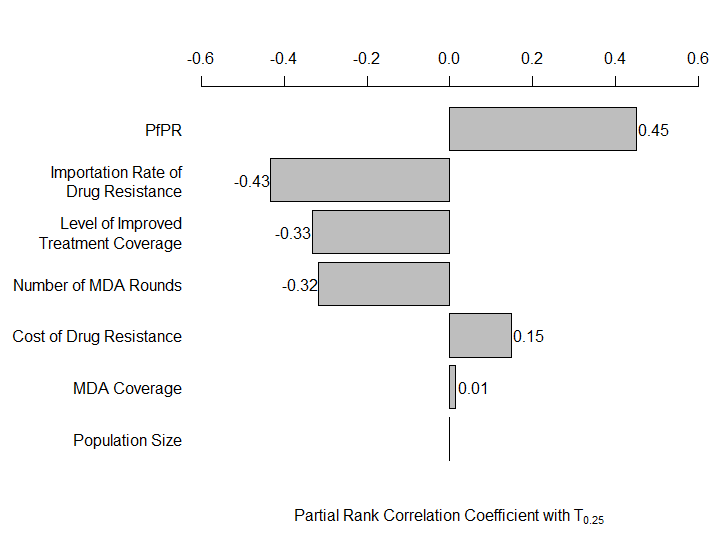 -0.6 -0.4 -0.2 0.0 0.2 0.4 0.6
PfPR
0.45
Importation Rate of
Drug Resistance
-0.43
Level of Improved
Treatment Coverage
-0.33
Number of MDA Rounds
-0.32
Cost of Drug Resistance
0.15
MDA Coverage
0.01
Population Size
Partial Rank Correlation Coefficient with T0.25